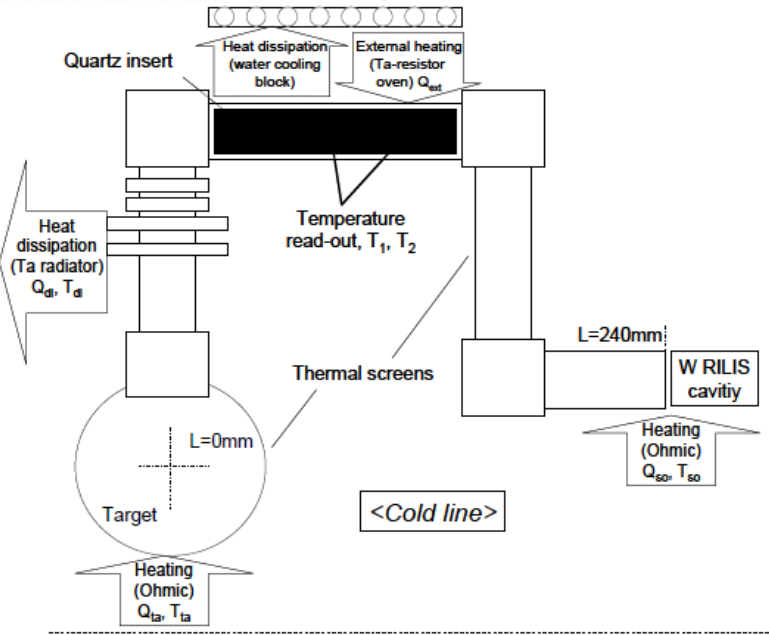 Heat dissipation
(water cooling
block)
External heating
(Ta-resistor
oven) Qext
Quartz insert
Temperature
read-out, T1, T2
Heat
dissipation
(Ta radiator)
Qdl, Tdl
L=240mm
W RILIS
cavitiy
Thermal screens
Heating
(Ohmic)
Qso, Tso
L=0mm
Target
<Cold line>
Heating
(Ohmic)
Qta, Tta